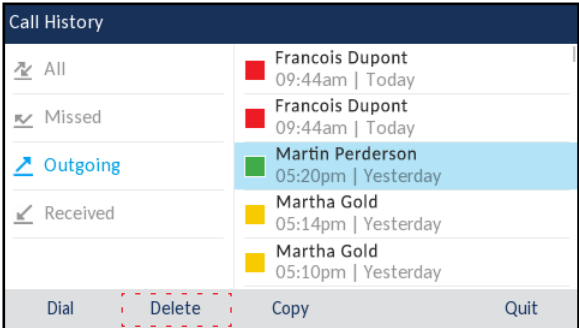 Call History
All
Missed
Outgoing
Received
Francois Dupont
09:44am | Today
Francois Dupont
09:44am | Today
Martin Perderson
05:20pm | Yesterday
Martha Gold
05:14pm | Yesterday
Martha Gold
05:10pm | Yesterday
Dial Delete Copy Quit